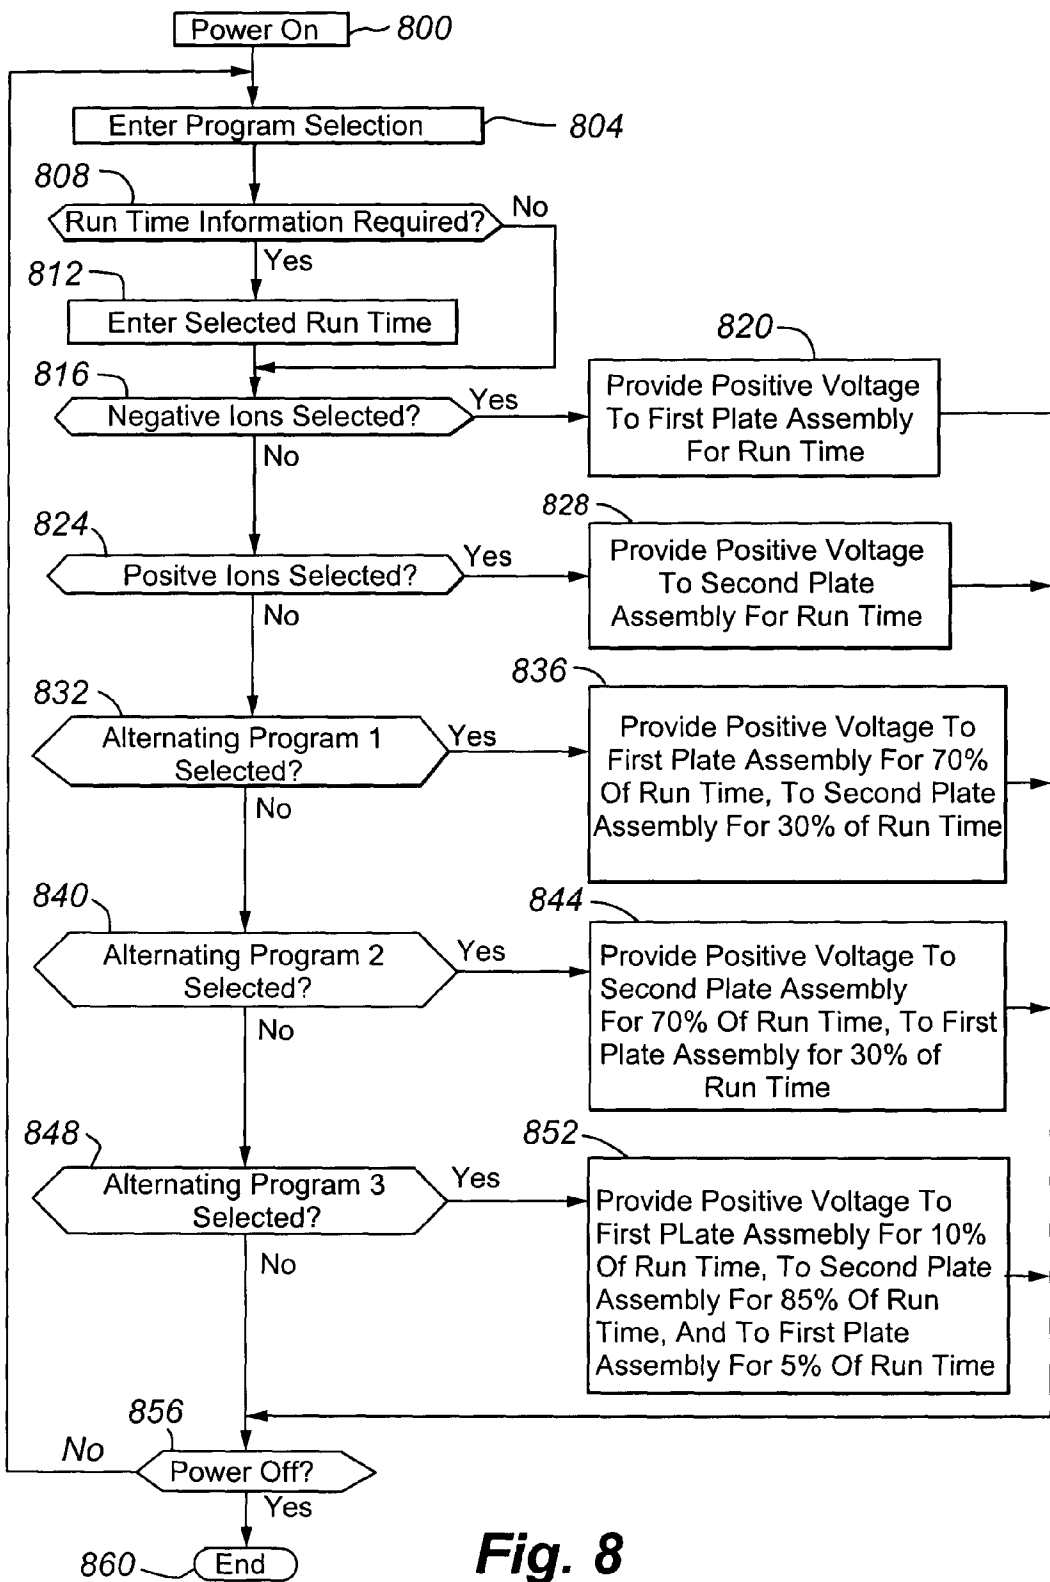 Power On
800
Enter Program Selection
804
808
Run Time Information Required?
No
Yes
812
Enter Selected Run Time
816
Negative Ions Selected?
Yes
No
820
Provide Positive Voltage
To First Plate Assembly
For Run Time
824
Positve Ions Selected?
Yes
No
828
Provide Positive Voltage
To Second Plate
Assembly For Run Time
832
Alternating Program 1
Selected?
Yes
No
836
Provide Positive Voltage To
First Plate Assembly For 70%
Of Run Time, To Second Plate
Assembly For 30% of Run Time
840
Alternating Program 2
Selected?
Yes
No
844
Provide Positive Voltage To
Second Plate Assembly
For 70% Of Run Time, To First
Plate Assembly for 30% of
Run Time
848
Alternating Program 3
Selected?
Yes
No
852
Provide Positive Voltage To
First PLate Assmebly For 10%
Of Run Time, To Second Plate
Assembly For 85% Of Run
Time, And To First Plate
Assembly For 5% Of Run Time
856
No
Power Off?
Yes
860
End
Fig. 8